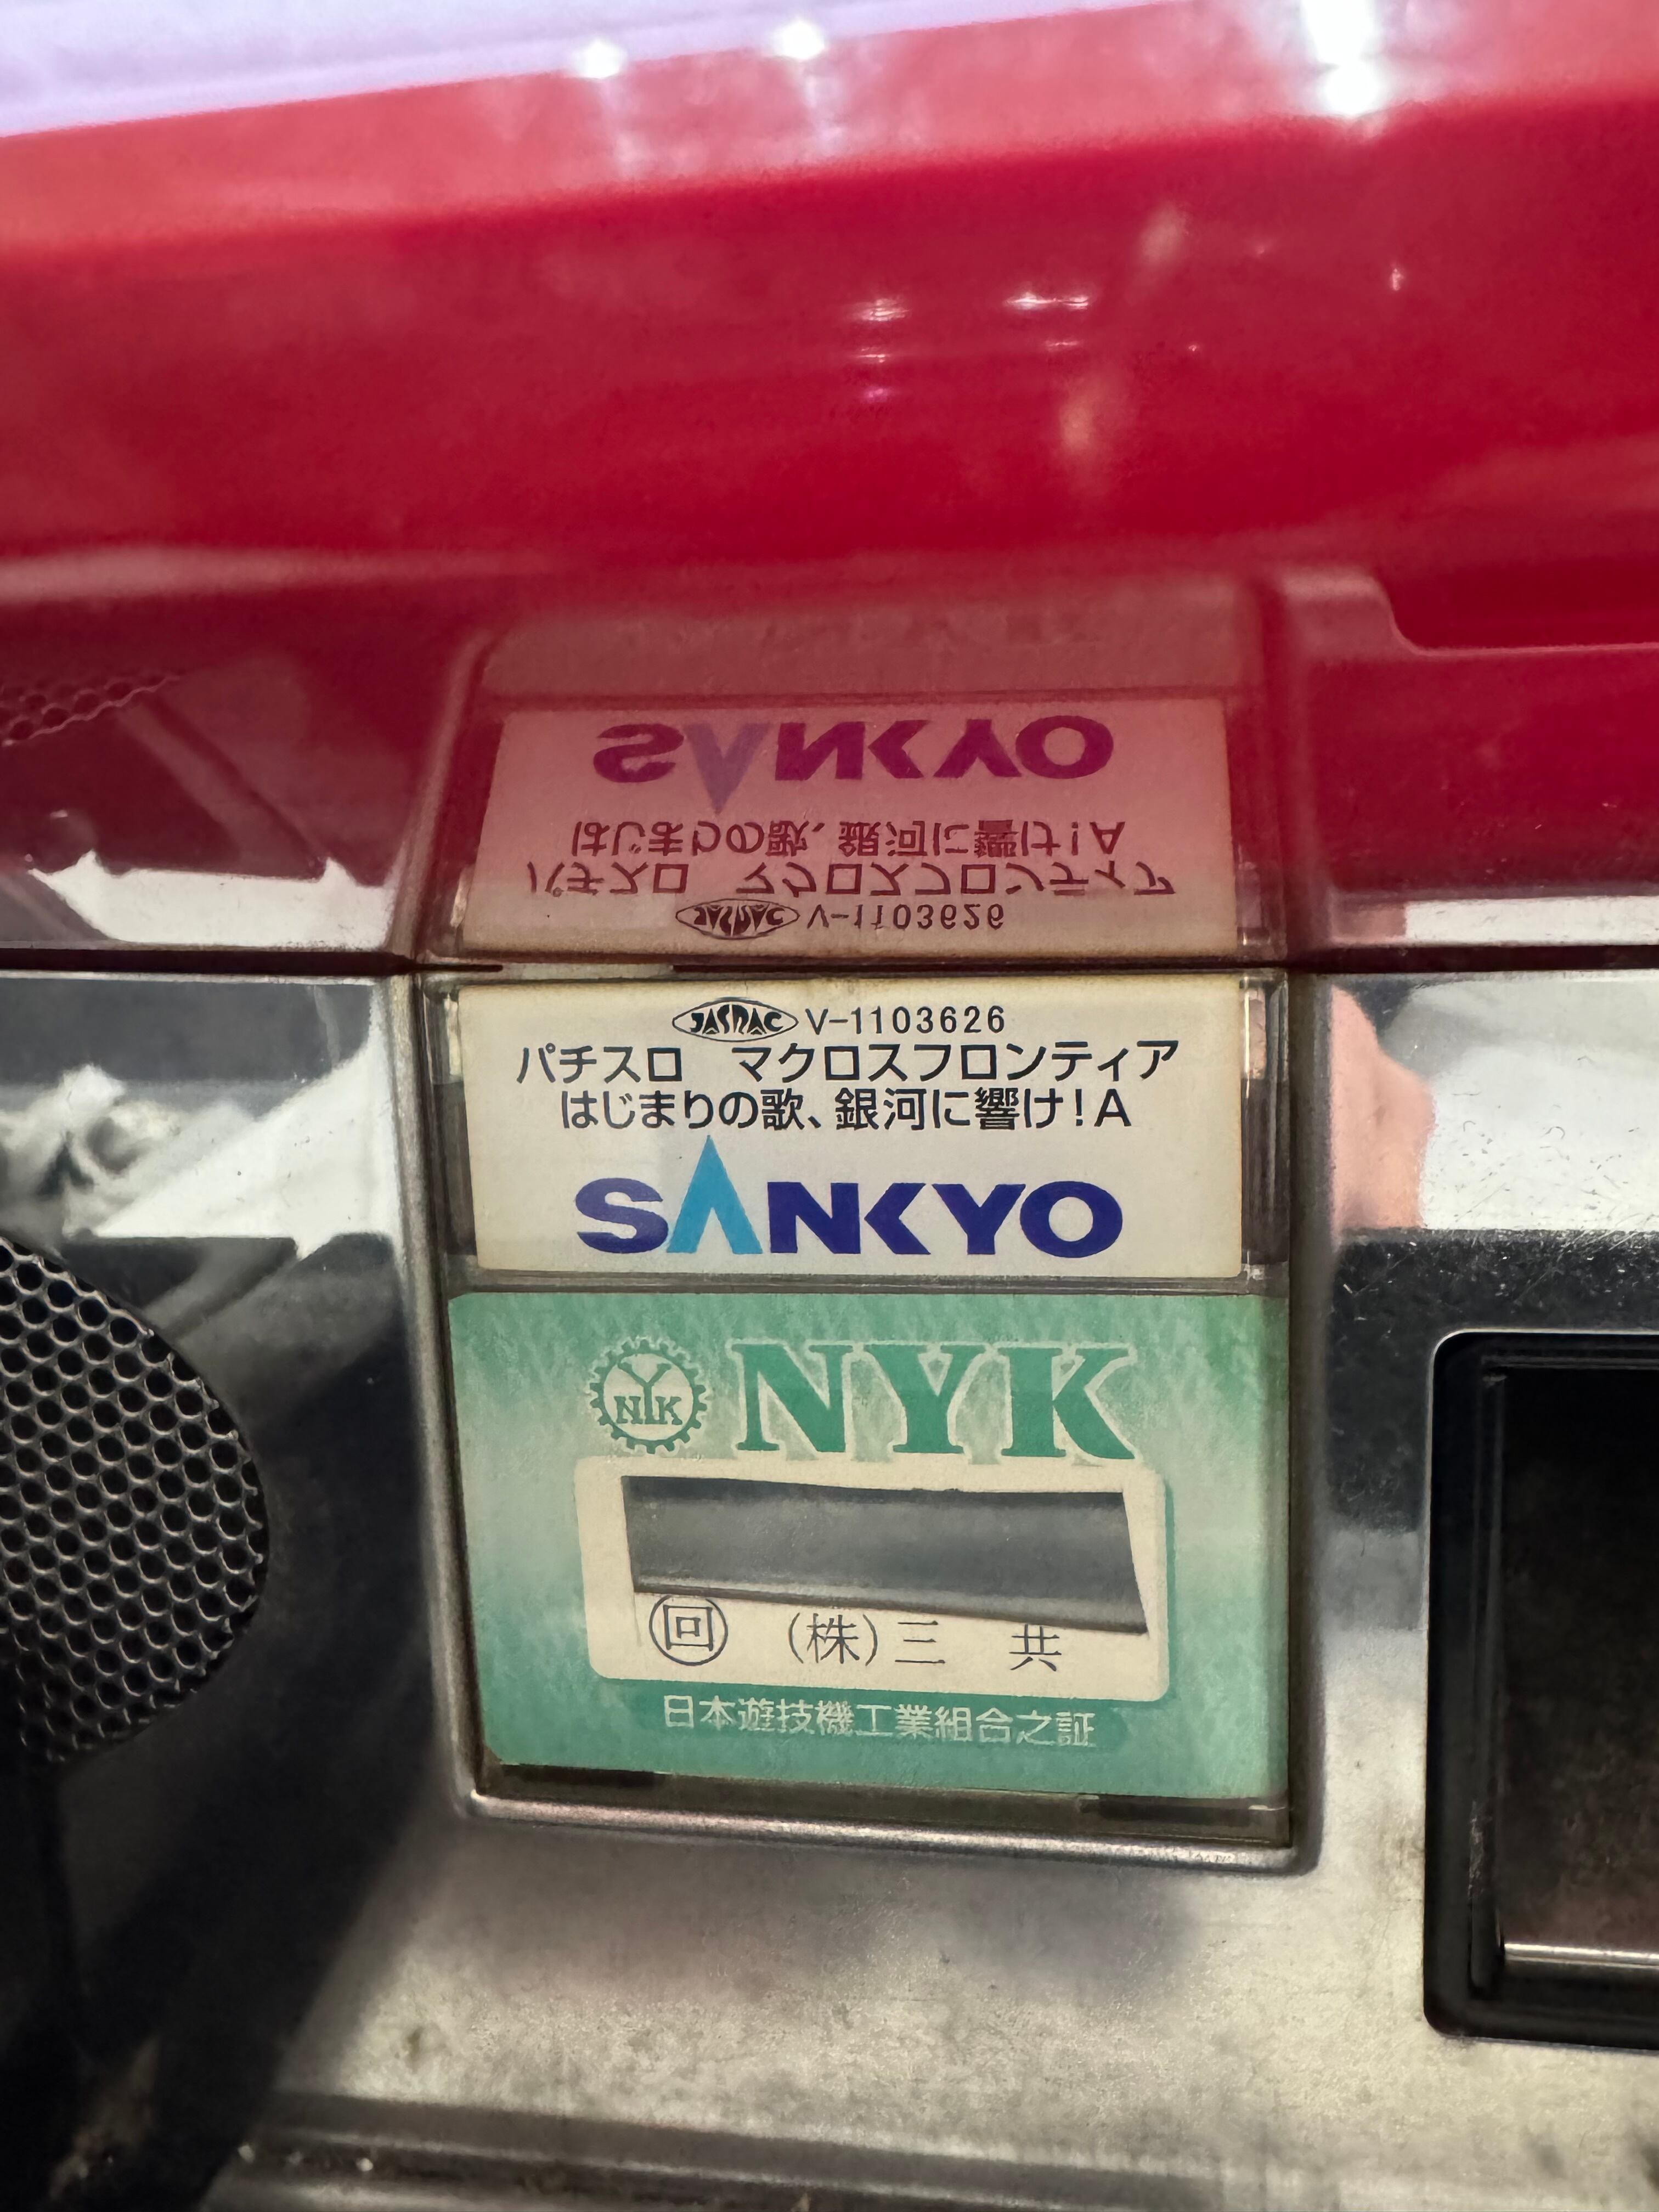 JASRAC V-1103626
パチスロ マクロスフロンティア
はじまりの歌、銀河に響け!A
SANKYO
NYK NYK
回 (株)三 共
日本遊技機工業組合之証